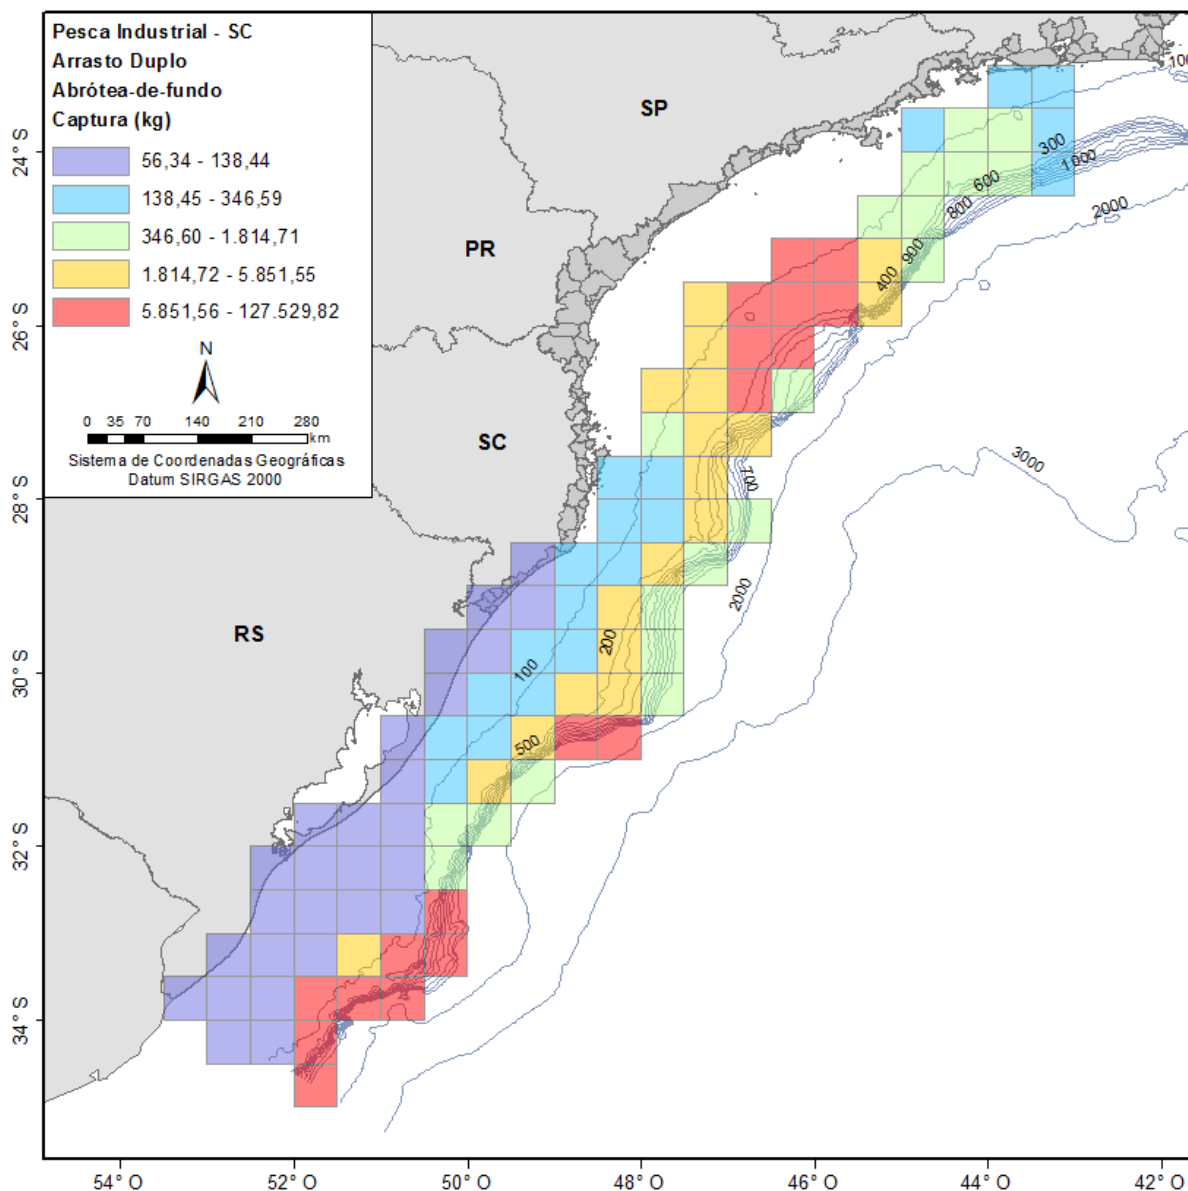 Pesca Industrial - SC
Arrasto Duplo
Abrótea-de-fundo
Captura (kg)
56,34 - 138,44
138,45 - 346,59
346,60 - 1.814,71
1.814,72 - 5.851,55
5.851,56 - 127.529,82
N
0 35 70 140 210 280
km
Sistema de Coordenadas Geográficas
Datum SIRGAS 2000
SP
PR
SC
RS
300
1000
600
800
2000
900
400
700
3000
2000
200
100
500
24° S
26° S
28° S
30° S
32° S
34° S
54° O
52° O
50° O
48° O
46° O
44° O
42° O